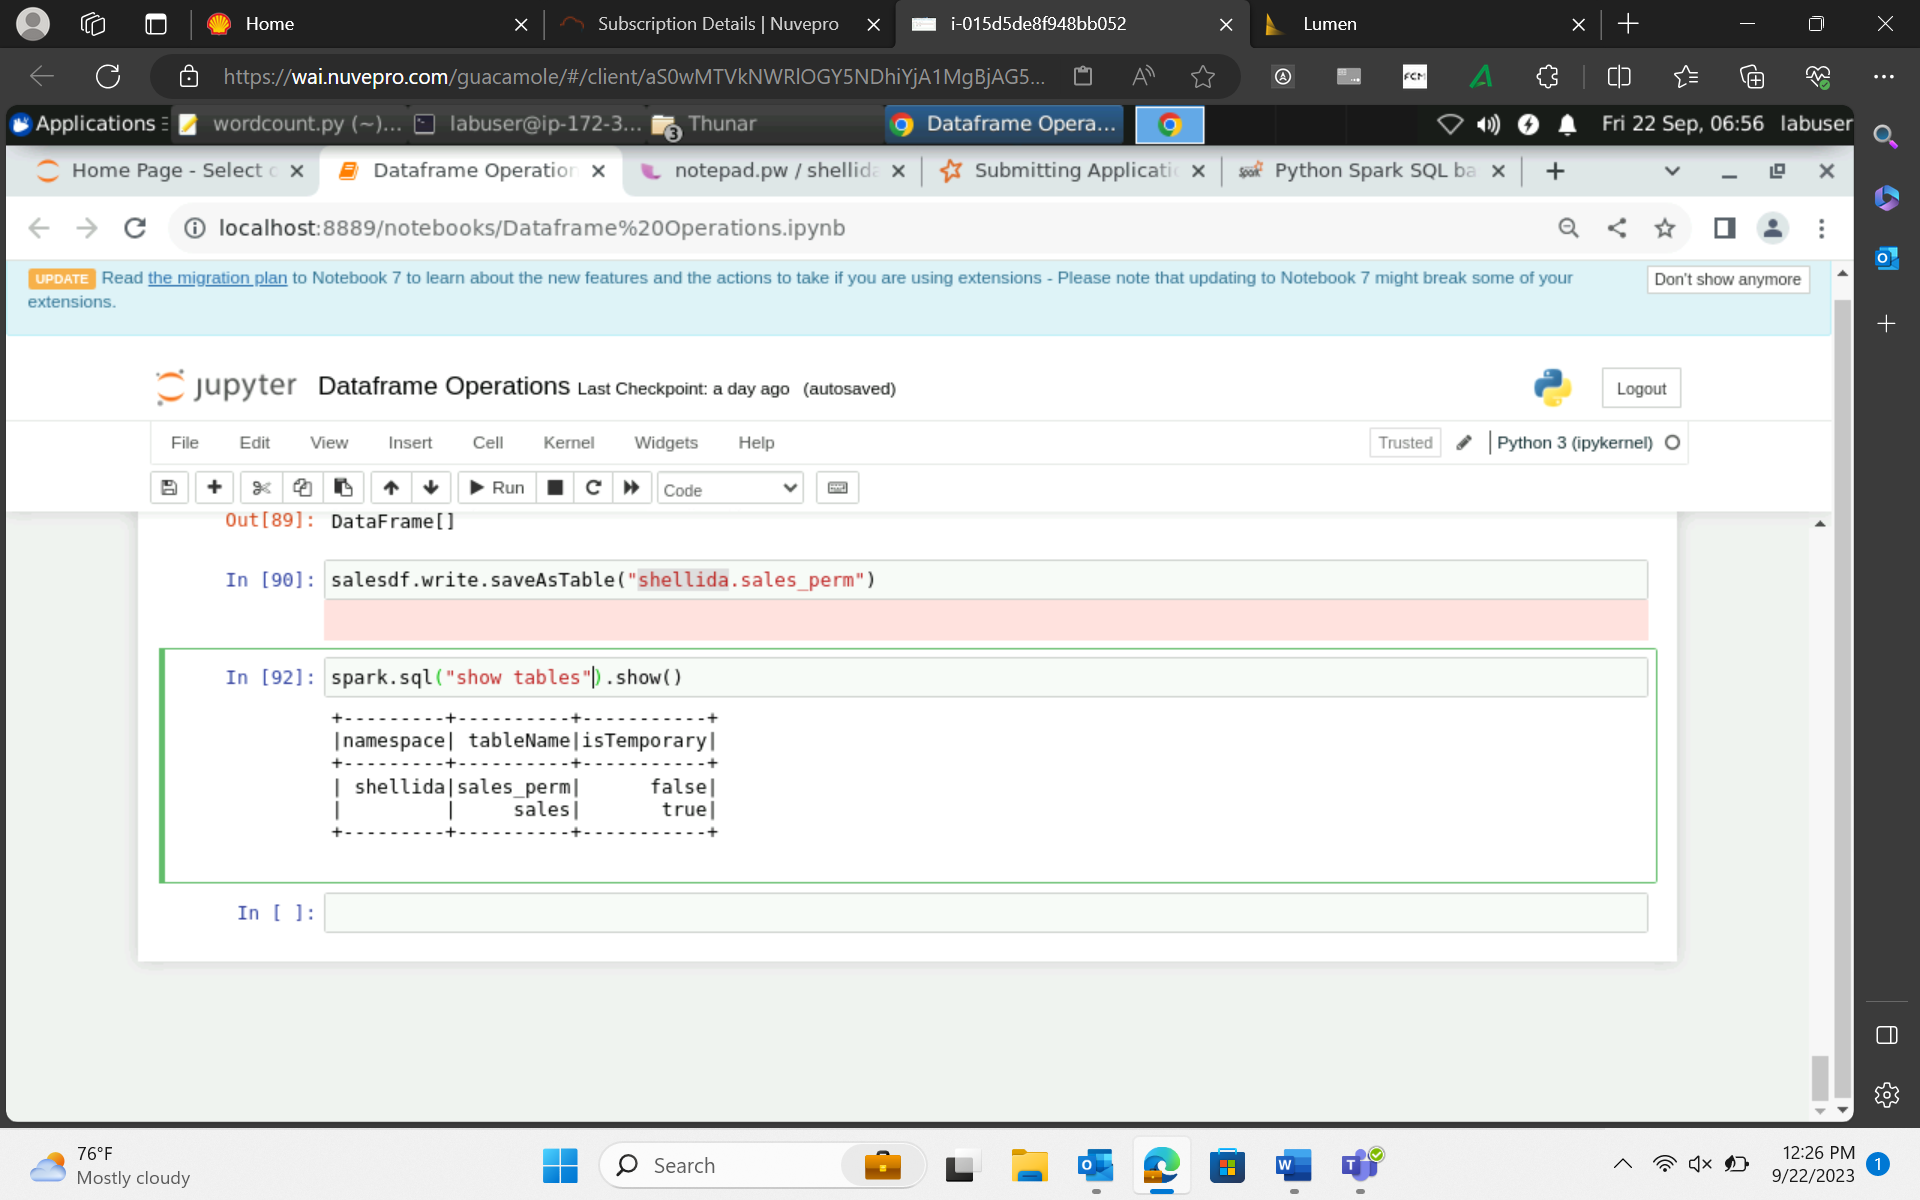 Home
Subscription Details | Nuvepro
i-015d5de8f948bb052
Lumen
https://wai.nuvepro.com/guacamole/#/client/aS0wMTVkNWRlOGY5NDhiYjA1MgBjAG5...
FCM
Applications
wordcount.py (~)...
labuser@ip-172-3...
3
Thunar
Dataframe Opera...
Fri 22 Sep, 06:56 labuser
Home Page - Select
Dataframe Operation
notepad.pw / shellida
Submitting Applicati
Python Spark SQL ba
localhost:8889/notebooks/Dataframe%20Operations.ipynb
UPDATE Read the migration plan to Notebook 7 to learn about the new features and the actions to take if you are using extensions - Please note that updating to Notebook 7 might break some of your
extensions.
Don't show anymore
jupyter Dataframe Operations Last Checkpoint: a day ago (autosaved)
Logout
File Edit View Insert Cell Kernel Widgets Help
Trusted
Python 3 (ipykernel)
Run
Code
Out[89]: DataFrame[]
In [90]: salesdf.write.saveAsTable("shellida.sales_perm")
In [92]: spark.sql("show tables").show()
+---------+----------+-----------+
|namespace| tableName|isTemporary|
+---------+----------+-----------+
| shellida|sales_perm|      false|
|         |     sales|       true|
+---------+----------+-----------+
In [ ]:
76°F
Mostly cloudy
Search
12:26 PM
9/22/2023
1